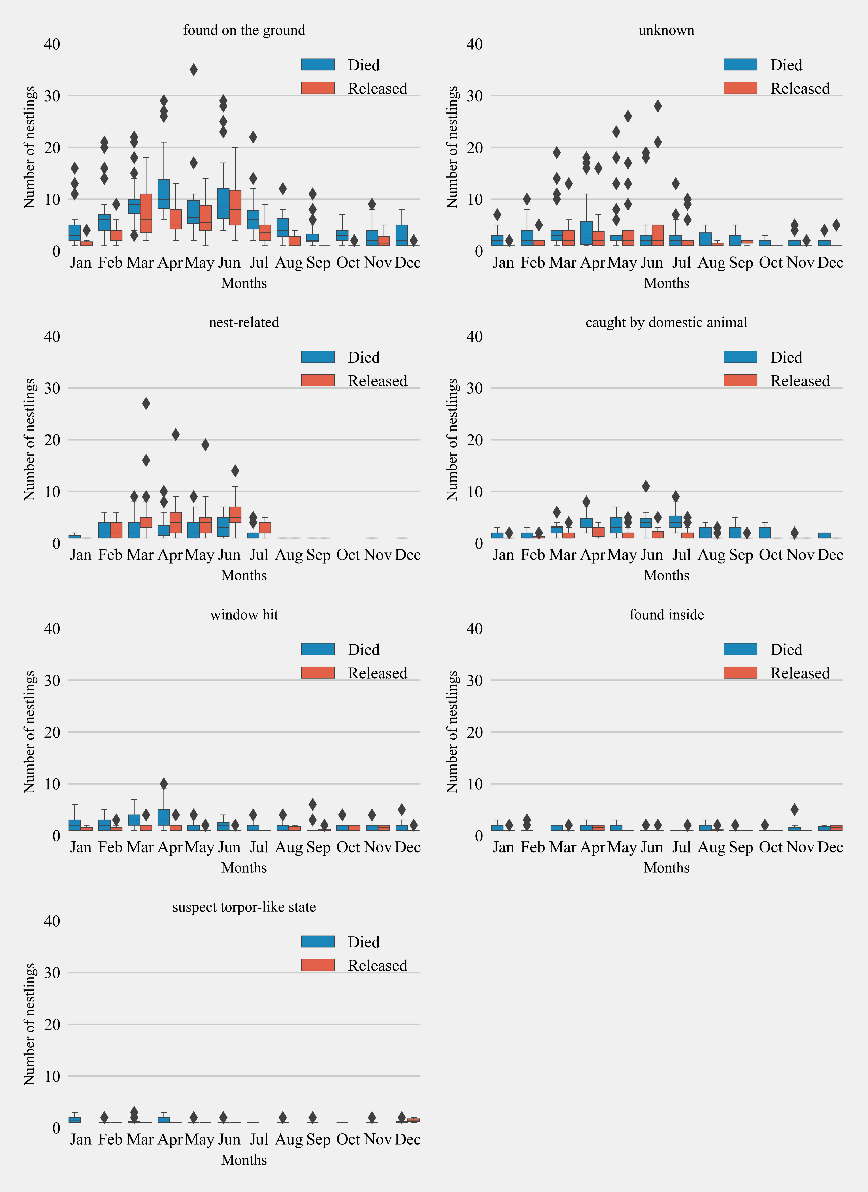 found on the ground
40
30
20
10
0
Number of nestlings
Died
Released
Jan Feb Mar Apr May Jun Jul Aug Sep Oct Nov Dec
Months
unknown
40
30
20
10
0
Number of nestlings
Died
Released
Jan Feb Mar Apr May Jun Jul Aug Sep Oct Nov Dec
Months
nest-related
40
30
20
10
0
Number of nestlings
Died
Released
Jan Feb Mar Apr May Jun Jul Aug Sep Oct Nov Dec
Months
caught by domestic animal
40
30
20
10
0
Number of nestlings
Died
Released
Jan Feb Mar Apr May Jun Jul Aug Sep Oct Nov Dec
Months
window hit
40
30
20
10
0
Number of nestlings
Died
Released
Jan Feb Mar Apr May Jun Jul Aug Sep Oct Nov Dec
Months
found inside
40
30
20
10
0
Number of nestlings
Died
Released
Jan Feb Mar Apr May Jun Jul Aug Sep Oct Nov Dec
Months
suspect torpor-like state
40
30
20
10
0
Number of nestlings
Died
Released
Jan Feb Mar Apr May Jun Jul Aug Sep Oct Nov Dec
Months